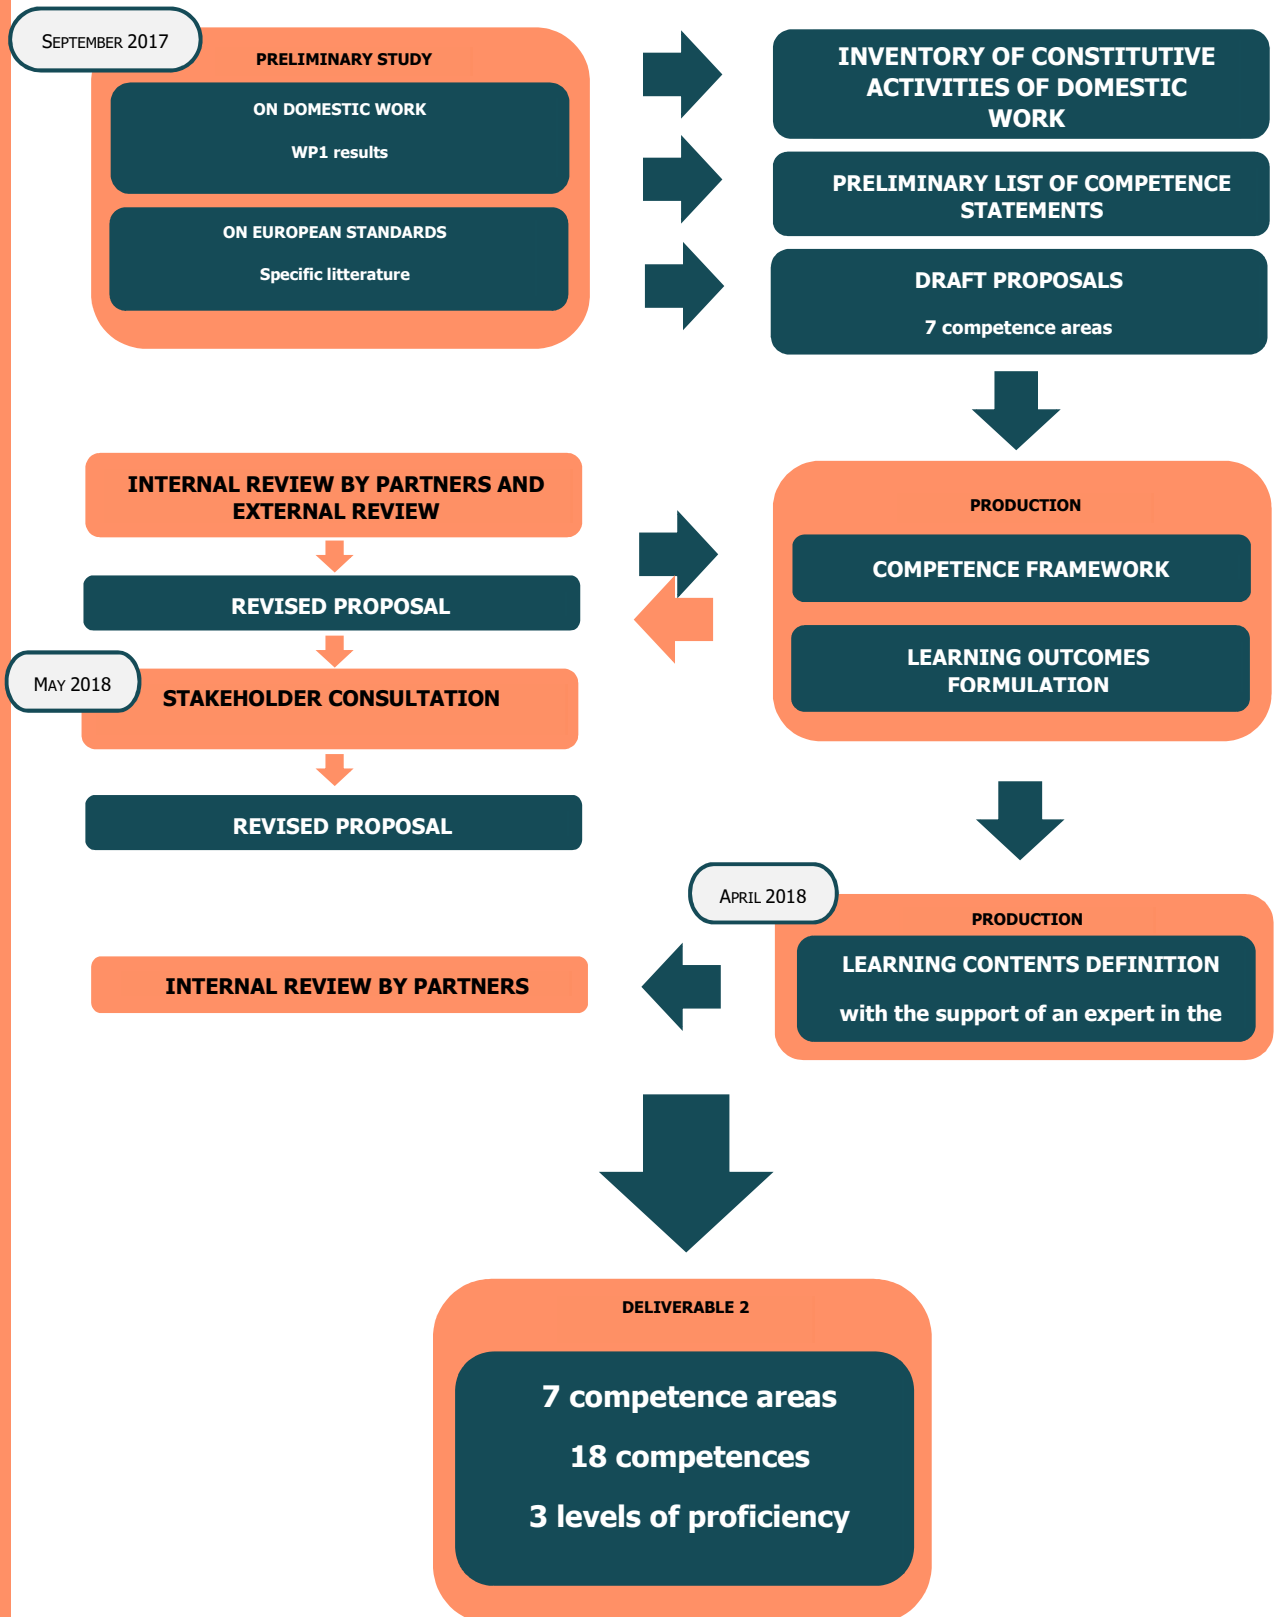 SEPTEMBER 2017
PRELIMINARY STUDY
ON DOMESTIC WORK
WP1 results
ON EUROPEAN STANDARDS
Specific litterature
INVENTORY OF CONSTITUTIVE
ACTIVITIES OF DOMESTIC
WORK
PRELIMINARY LIST OF COMPETENCE
STATEMENTS
DRAFT PROPOSALS
7 competence areas
INTERNAL REVIEW BY PARTNERS AND
EXTERNAL REVIEW
REVISED PROPOSAL
MAY 2018
STAKEHOLDER CONSULTATION
REVISED PROPOSAL
PRODUCTION
COMPETENCE FRAMEWORK
LEARNING OUTCOMES
FORMULATION
APRIL 2018
PRODUCTION
LEARNING CONTENTS DEFINITION
with the support of an expert in the
INTERNAL REVIEW BY PARTNERS
DELIVERABLE 2
7 competence areas
18 competences
3 levels of proficiency